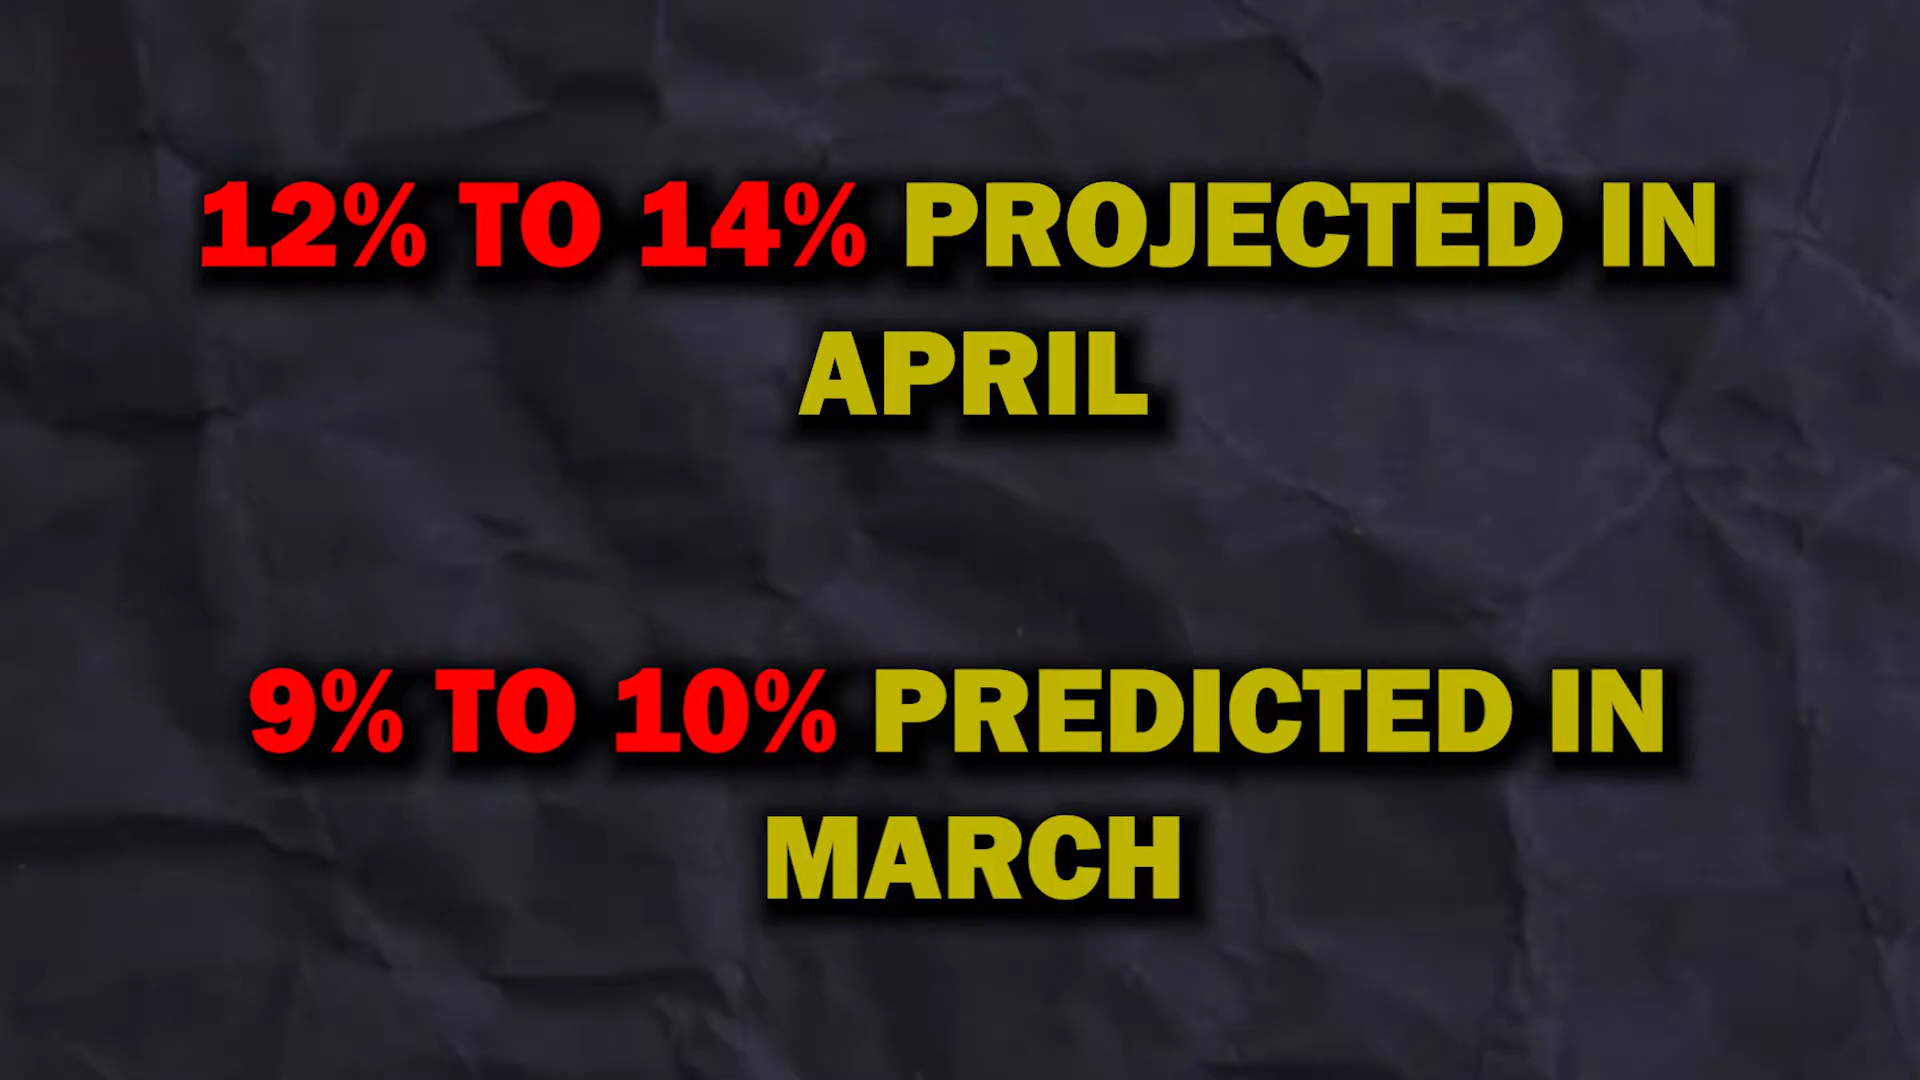 12% TO 14% PROJECTED IN
APRIL
9% TO 10% PREDICTED IN
MARCH